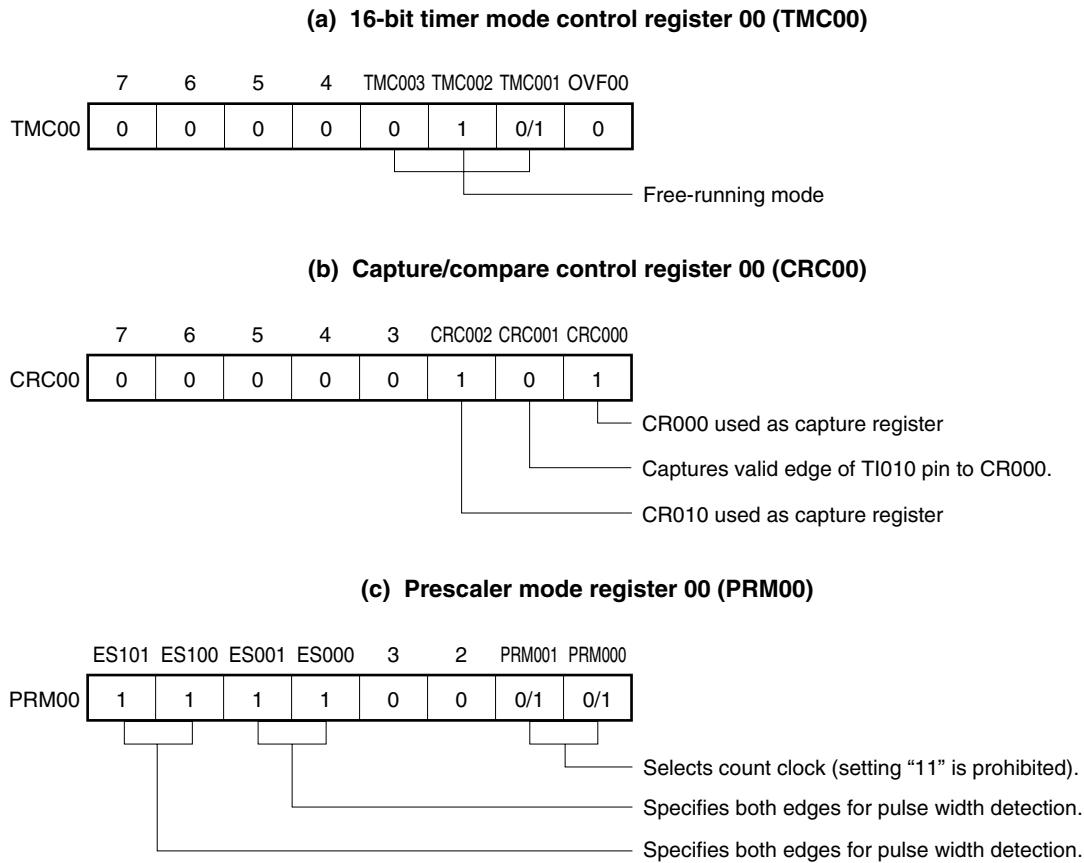 (a) 16-bit timer mode control register 00 (TMC00)
7 6 5 4 TMC003 TMC002 TMC001 OVF00
TMC00 0 0 0 0 0 1 0/1 0
Free-running mode
(b) Capture/compare control register 00 (CRC00)
7 6 5 4 3 CRC002 CRC001 CRC000
CRC00 0 0 0 0 0 1 0 1
CR000 used as capture register
Captures valid edge of TI010 pin to CR000.
CR010 used as capture register
(c) Prescaler mode register 00 (PRM00)
ES101 ES100 ES001 ES000 3 2 PRM001 PRM000
PRM00 1 1 1 1 0 0 0/1 0/1
Selects count clock (setting “11” is prohibited).
Specifies both edges for pulse width detection.
Specifies both edges for pulse width detection.